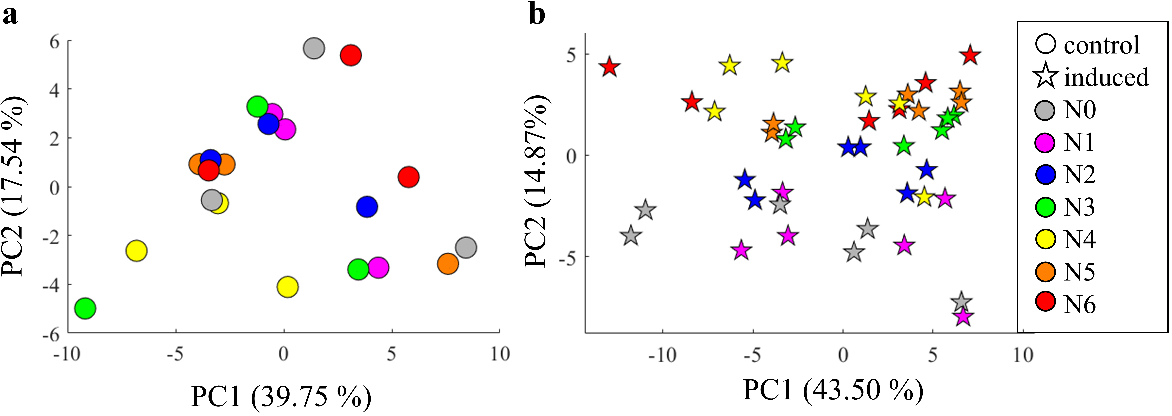 a
6
4
2
0
-2
-4
-6
-10
-5
0
5
10
PC2 (17.54 %)
PC1 (39.75 %)
b
5
0
-5
-10
-5
0
5
10
PC2 (14.87%)
PC1 (43.50 %)
control
induced
N0
N1
N2
N3
N4
N5
N6